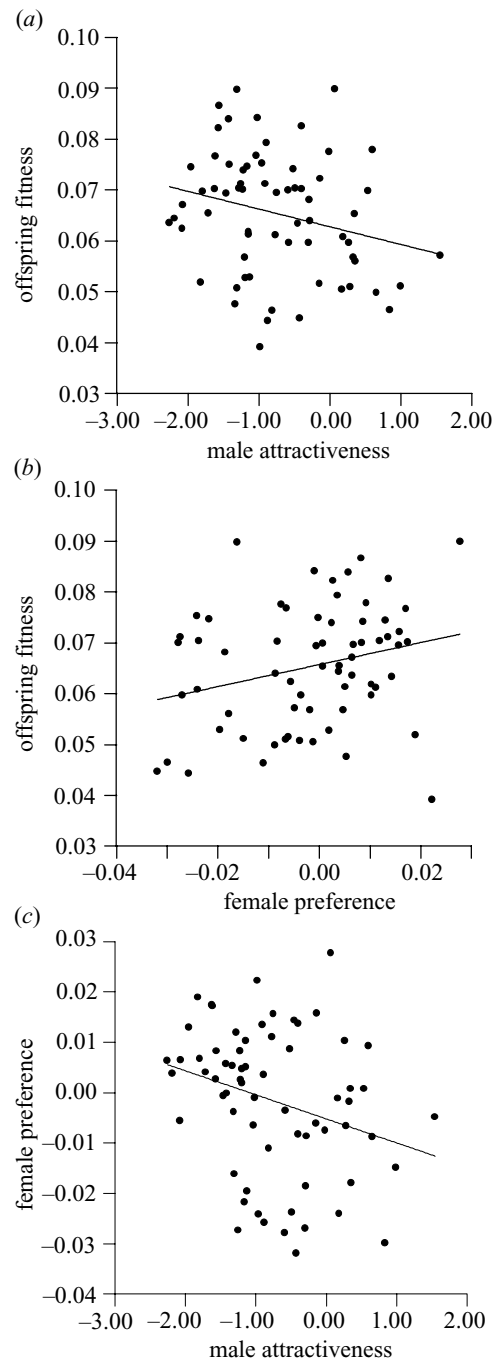 (a)
0.10
0.09
0.08
0.07
0.06
0.05
0.04
0.03
offspring fitness
–3.00 –2.00 –1.00 0.00 1.00 2.00
male attractiveness
(b)
0.10
0.09
0.08
0.07
0.06
0.05
0.04
0.03
offspring fitness
–0.04 –0.02 0.00 0.02
female preference
(c)
0.03
0.02
0.01
0.00
–0.01
–0.02
–0.03
–0.04
female preference
–3.00 –2.00 –1.00 0.00 1.00 2.00
male attractiveness